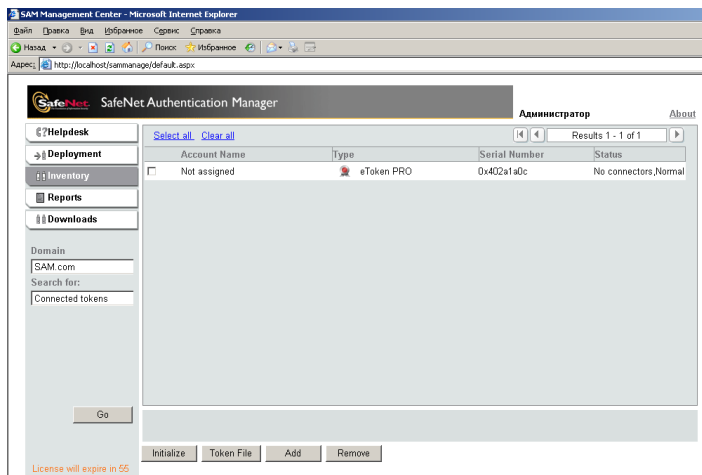 SAM Management Center - Microsoft Internet Explorer
Файл Правка Вид Избранное Сервис Справка
Назад Поиск Избранное
Адрес: http://localhost/sammanage/default.aspx
SafeNet. SafeNet Authentication Manager
Администратор About
Helpdesk
Deployment
Inventory
Reports
Downloads
Domain
SAM.com
Search for:
Connected tokens
Go
License will expire in 55
Select all Clear all Results 1 - 1 of 1
Account Name Type Serial Number Status
Not assigned eToken PRO 0x402a1a0c No connectors,Normal
Initialize Token File Add Remove